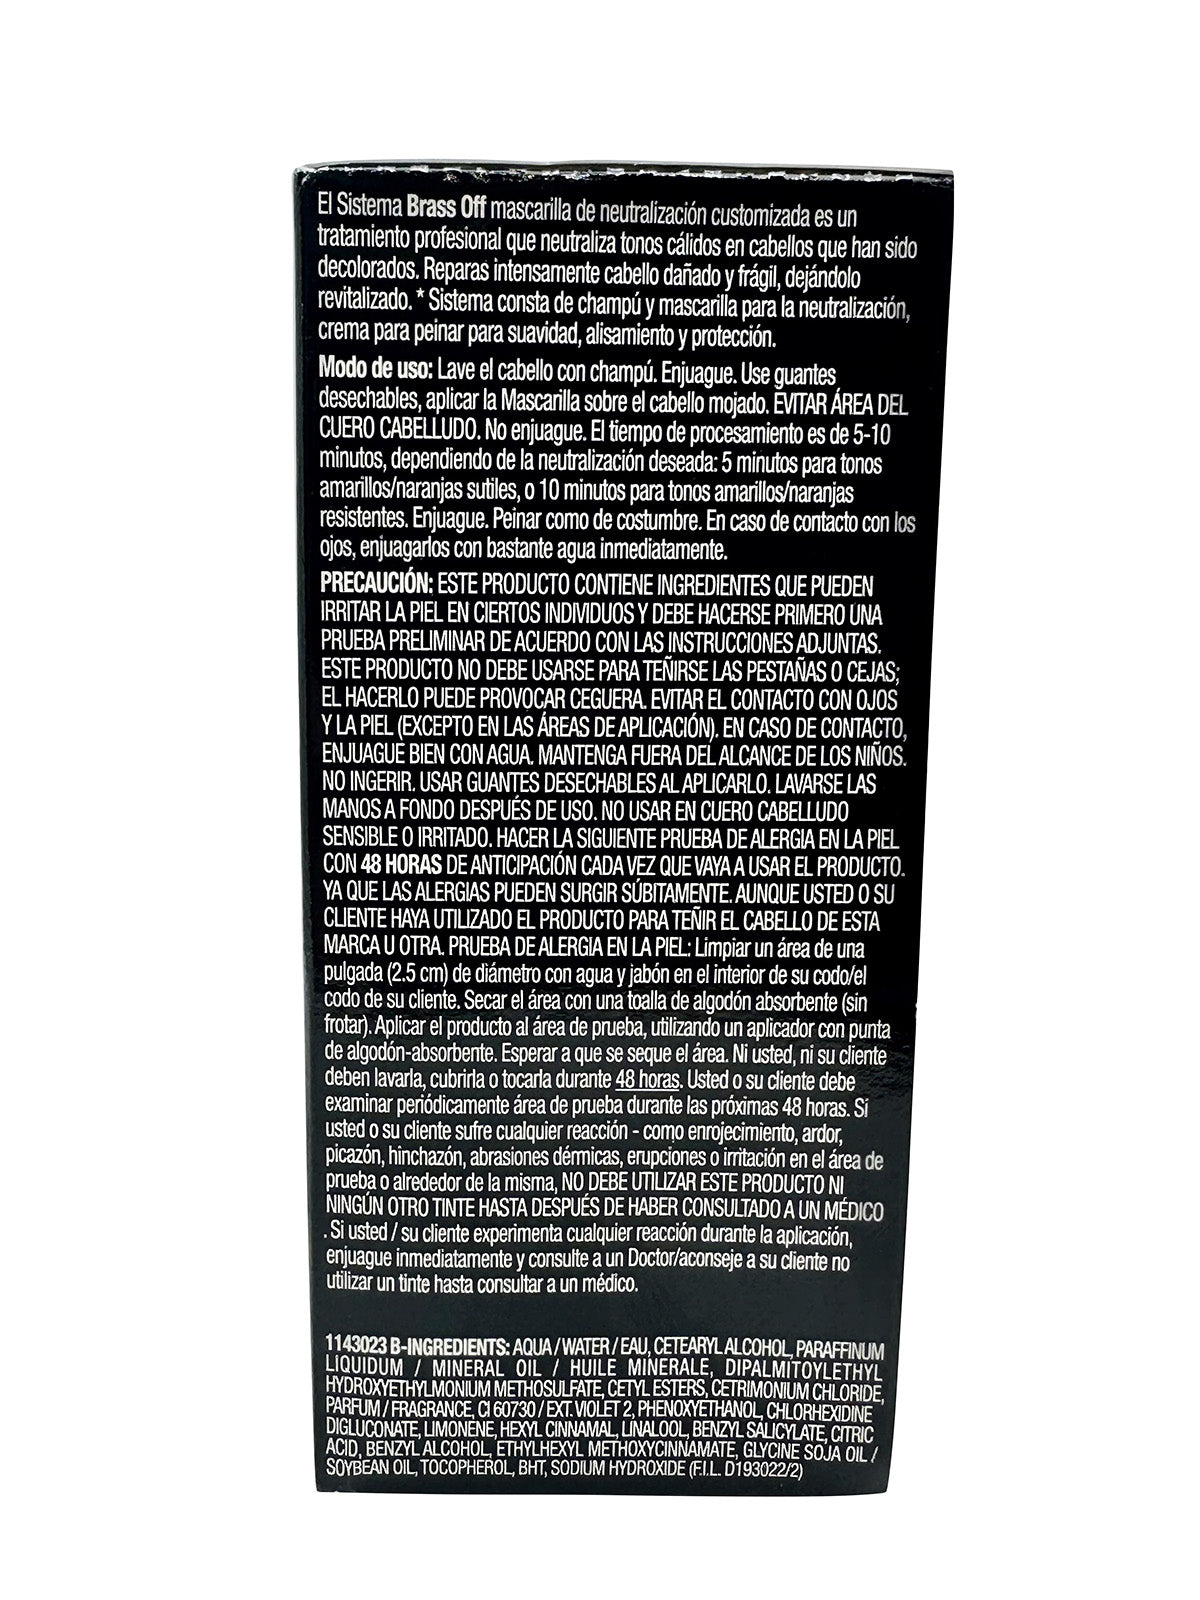 El Sistema Brass Off mascarilla de neutralización customizada es un
tratamiento profesional que neutraliza tonos cálidos en cabellos que han sido
decolorados. Reparas intensamente cabello dañado y frágil, dejándolo
revitalizado. * Sistema consta de champú y mascarilla para la neutralización,
crema para peinar para suavidad, alisamiento y protección.
Modo de uso: Lave el cabello con champú. Enjuague. Use guantes
desechables, aplicar la Mascarilla sobre el cabello mojado. EVITAR ÁREA DEL
CUERO CABELLUDO. No enjuague. El tiempo de procesamiento es de 5-10
minutos, dependiendo de la neutralización deseada: 5 minutos para tonos
amarillos/naranjas sutiles, o 10 minutos para tonos amarillos/naranjas
resistentes. Enjuague. Peinar como de costumbre. En caso de contacto con los
ojos, enjuagarlos con bastante agua inmediatamente.
PRECAUCIÓN: ESTE PRODUCTO CONTIENE INGREDIENTES QUE PUEDEN
IRRITAR LA PIEL EN CIERTOS INDIVIDUOS Y DEBE HACERSE PRIMERO UNA
PRUEBA PRELIMINAR DE ACUERDO CON LAS INSTRUCCIONES ADJUNTAS.
ESTE PRODUCTO NO DEBE USARSE PARA TEÑIRSE LAS PESTAÑAS O CEJAS;
EL HACERLO PUEDE PROVOCAR CEGUERA. EVITAR EL CONTACTO CON OJOS
Y LA PIEL (EXCEPTO EN LAS ÁREAS DE APLICACIÓN). EN CASO DE CONTACTO,
ENJUAGUE BIEN CON AGUA. MANTENGA FUERA DEL ALCANCE DE LOS NIÑOS.
NO INGERIR. USAR GUANTES DESECHABLES AL APLICARLO. LAVARSE LAS
MANOS A FONDO DESPUÉS DE USO. NO USAR EN CUERO CABELLUDO
SENSIBLE O IRRITADO. HACER LA SIGUIENTE PRUEBA DE ALERGIA EN LA PIEL
CON 48 HORAS DE ANTICIPACIÓN CADA VEZ QUE VAYA A USAR EL PRODUCTO.
YA QUE LAS ALERGIAS PUEDEN SURGIR SÚBITAMENTE. AUNQUE USTED O SU
CLIENTE HAYA UTILIZADO EL PRODUCTO PARA TEÑIR EL CABELLO DE ESTA
MARCA U OTRA. PRUEBA DE ALERGIA EN LA PIEL: Limpiar un área de una
pulgada (2.5 cm) de diámetro con agua y jabón en el interior de su codo/el
codo de su cliente. Secar el área con una toalla de algodón absorbente (sin
frotar). Aplicar el producto al área de prueba, utilizando un aplicador con punta
de algodón-absorbente. Esperar a que se seque el área. Ni usted, ni su cliente
deben lavarla, cubrirla o tocarla durante 48 horas. Usted o su cliente debe
examinar periódicamente área de prueba durante las próximas 48 horas. Si
usted o su cliente sufre cualquier reacción - como enrojecimiento, ardor,
picazón, hinchazón, abrasiones dérmicas, erupciones o irritación en el área de
prueba o alrededor de la misma, NO DEBE UTILIZAR ESTE PRODUCTO NI
NINGÚN OTRO TINTE HASTA DESPUÉS DE HABER CONSULTADO A UN MÉDICO
. Si usted / su cliente experimenta cualquier reacción durante la aplicación,
enjuague inmediatamente y consulte a un Doctor/aconseje a su cliente no
utilizar un tinte hasta consultar a un médico.
1143023 B-INGREDIENTS: AQUA / WATER / EAU, CETEARYL ALCOHOL, PARAFFINUM
LIQUIDUM / MINERAL OIL / HUILE MINERALE, DIPALMITOYLETHYL
HYDROXYETHYLMONIUM METHOSULFATE, CETYL ESTERS, CETRIMONIUM CHLORIDE,
PARFUM / FRAGRANCE, CI 60730 / EXT. VIOLET 2, PHENOXYETHANOL, CHLORHEXIDINE
DIGLUCONATE, LIMONENE, HEXYL CINNAMAL, LINALOOL, BENZYL SALICYLATE, CITRIC
ACID, BENZYL ALCOHOL, ETHYLHEXYL METHOXYCINNAMATE, GLYCINE SOJA OIL /
SOYBEAN OIL, TOCOPHEROL, BHT, SODIUM HYDROXIDE (F.I.L. D193022/2)